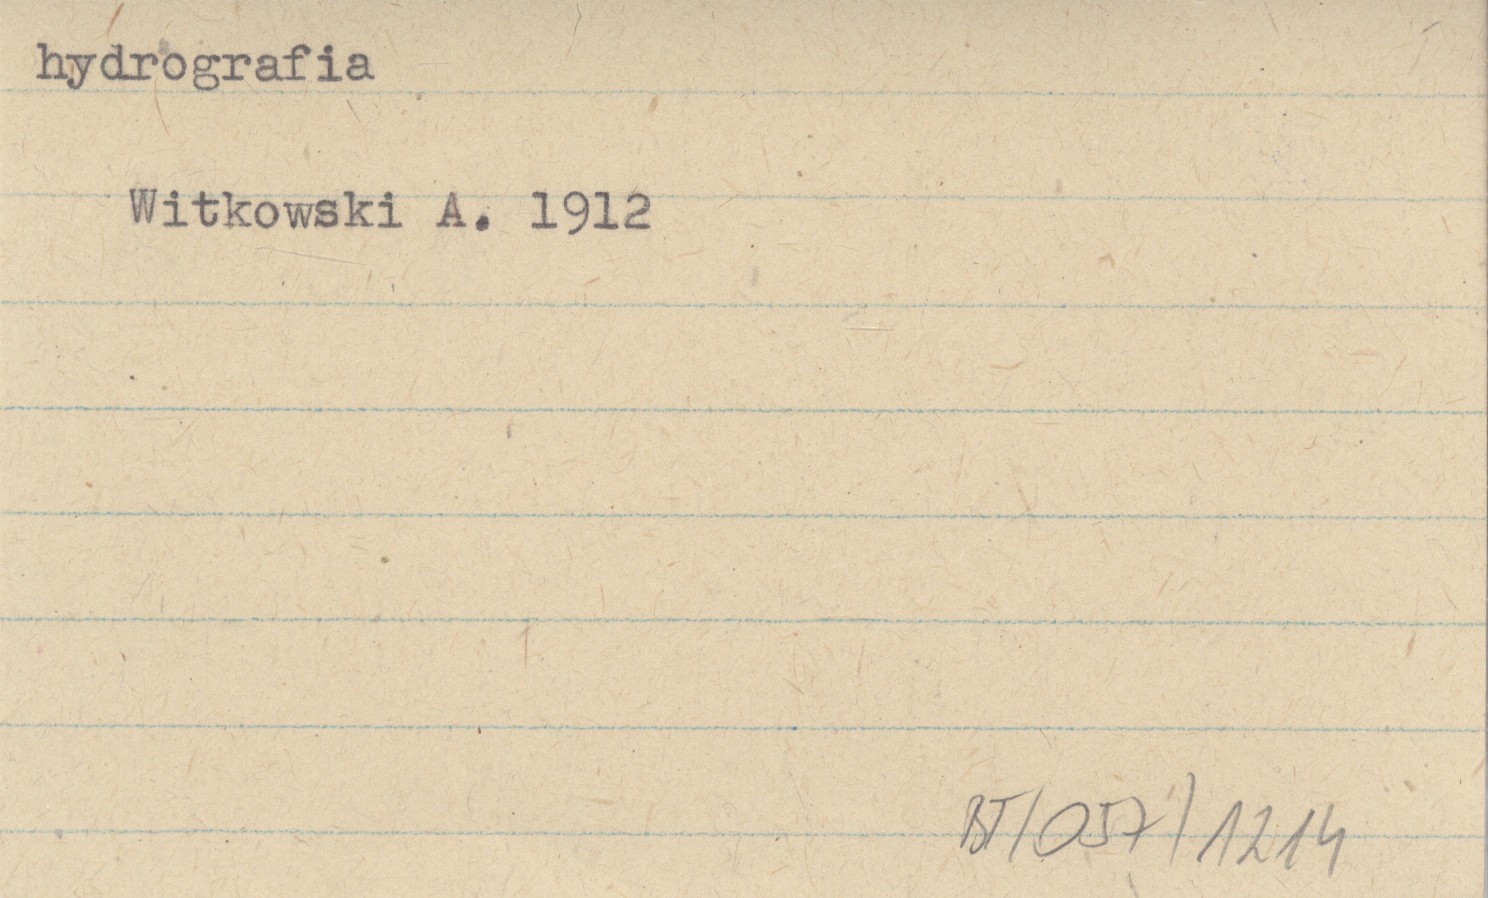 hydrografia
Witkowski A. 1912
BT/057/1214